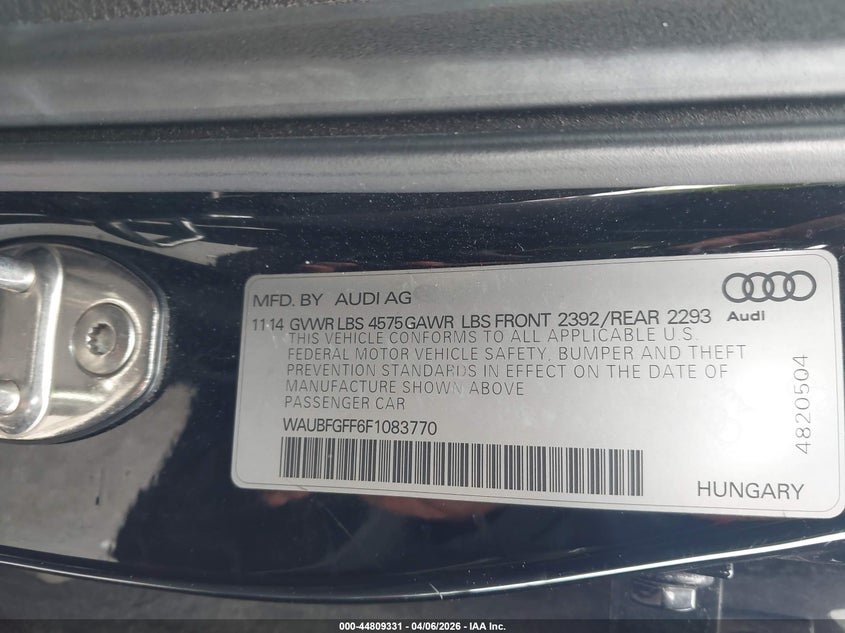 MFD. BY AUDI AG
Audi
11 14 GVWR LBS 4575 GAWR LBS FRONT 2392/REAR 2293
THIS VEHICLE CONFORMS TO ALL APPLICABLE U.S.
FEDERAL MOTOR VEHICLE SAFETY, BUMPER AND THEFT
PREVENTION STANDARDS IN EFFECT ON THE DATE OF
MANUFACTURE SHOWN ABOVE
PASSENGER CAR
WAUBFGFF6F1083770
HUNGARY
4820504
000-44809331 - 04/06/2026 - IAA Inc.